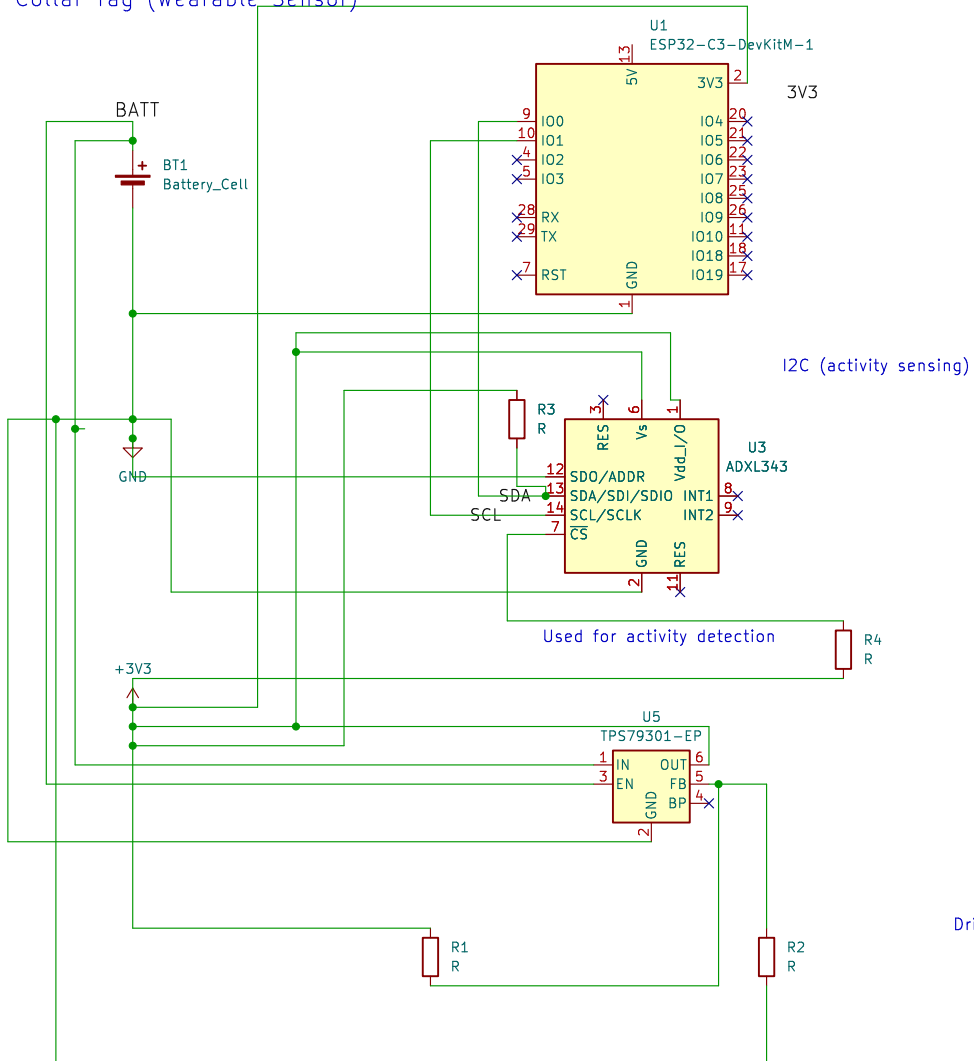 Collar Tag (Wearable Sensor)
U1
ESP32-C3-DevKitM-1
13
5V
3V3 2
3V3
BATT
9 IO0
10 IO1
4 IO2
5 IO3
28 RX
29 TX
7 RST
IO4 20
IO5 21
IO6 22
IO7 23
IO8 25
IO9 26
IO10 11
IO18 18
IO19 17
GND
1
BT1
Battery_Cell
I2C (activity sensing)
R3
R
3
RES
6
Vs
1
Vdd_I/O
U3
ADXL343
GND
12 SDO/ADDR
SDA 13 SDA/SDI/SDIO
SCL 14 SCL/SCLK
7 CS
INT1 8
INT2 9
GND
2
RES
11
Used for activity detection
R4
R
+3V3
U5
TPS79301-EP
1 IN
3 EN
OUT 6
FB 5
BP 4
GND
2
Dri
R1
R
R2
R